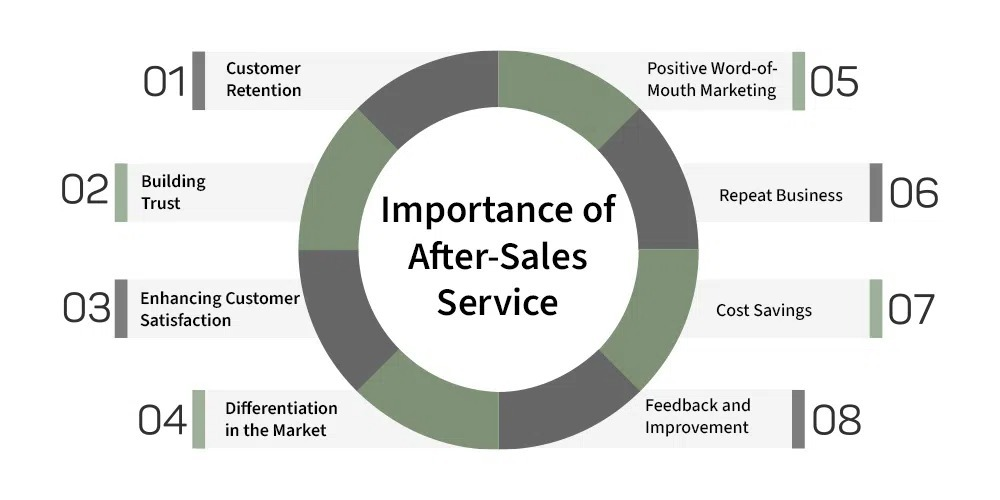 01
Customer
Retention
02
Building
Trust
03
Enhancing Customer
Satisfaction
04
Differentiation
in the Market
Importance of
After-Sales
Service
Positive Word-of-
Mouth Marketing
05
Repeat Business
06
Cost Savings
07
Feedback and
Improvement
08